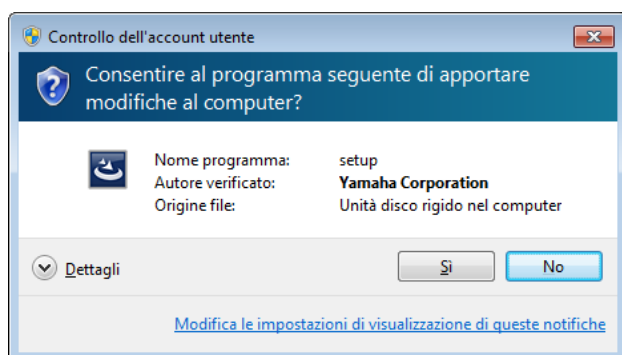 Controllo dell'account utente
Consentire al programma seguente di apportare
modifiche al computer?
Nome programma: setup
Autore verificato: Yamaha Corporation
Origine file: Unità disco rigido nel computer
Dettagli Sì No
Modifica le impostazioni di visualizzazione di queste notifiche